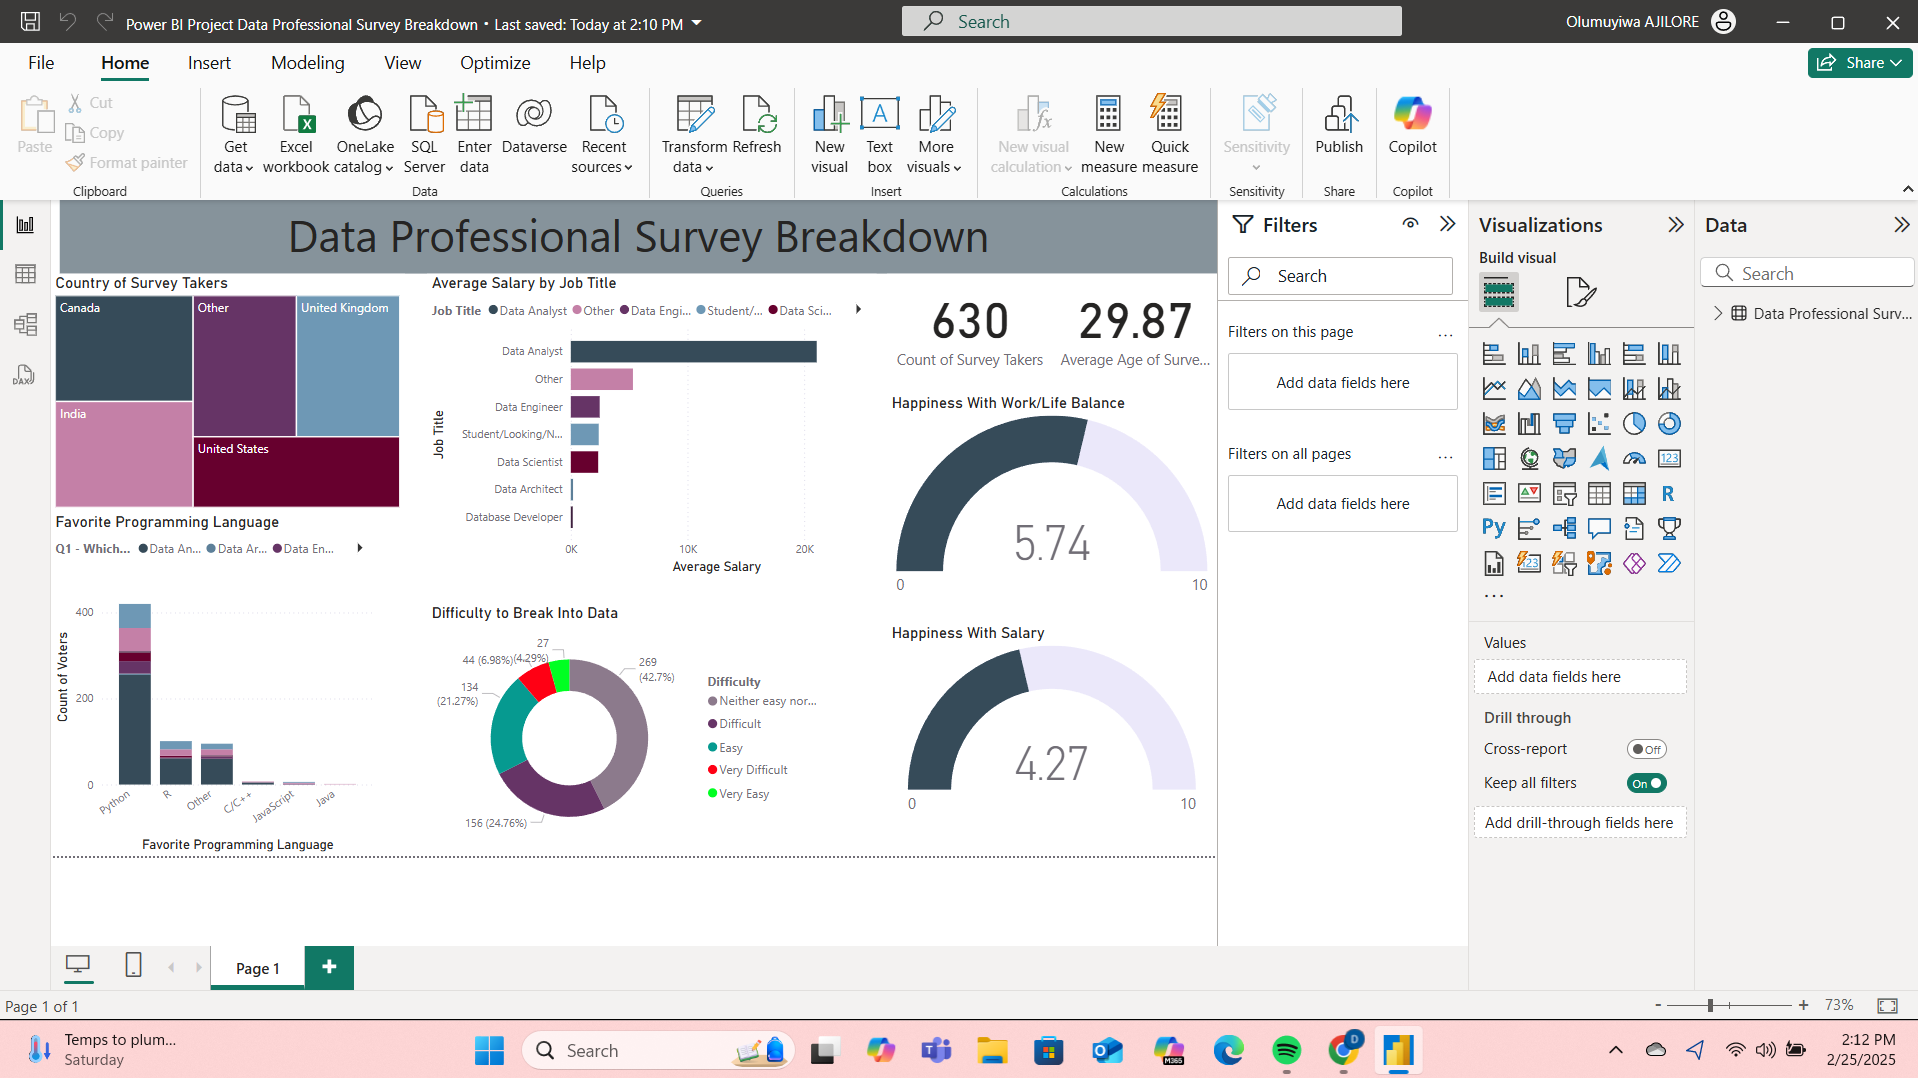 Power BI Project Data Professional Survey Breakdown • Last saved: Today at 2:10 PM
Search
Olumuyiwa AJILORE
File Home Insert Modeling View Optimize Help
Share
Paste
Cut
Copy
Format painter
Clipboard
Get data
Excel workbook
OneLake catalog
SQL Server
Enter data
Dataverse
Recent sources
Data
Transform data
Refresh
Queries
New visual
Text box
More visuals
Insert
New visual calculation
New measure
Quick measure
Calculations
Sensitivity
Sensitivity
Publish
Share
Copilot
Copilot
Data Professional Survey Breakdown
Country of Survey Takers
Canada
Other
United Kingdom
India
United States
Average Salary by Job Title
Job Title Data Analyst Other Data Engi... Student/... Data Sci...
Job Title
Data Analyst
Other
Data Engineer
Student/Looking/N...
Data Scientist
Data Architect
Database Developer
0K 10K 20K
Average Salary
630
Count of Survey Takers
29.87
Average Age of Surve...
Happiness With Work/Life Balance
5.74
0 10
Favorite Programming Language
Q1 - Which... Data An... Data Ar... Data En...
Count of Voters
400
200
0
Python R Other C/C++ JavaScript Java
Favorite Programming Language
Difficulty to Break Into Data
27
(4.29%)
44 (6.98%)
269
(42.7%)
134
(21.27%)
156 (24.76%)
Difficulty
Neither easy nor...
Difficult
Easy
Very Difficult
Very Easy
Happiness With Salary
4.27
0 10
Filters
Search
Filters on this page ...
Add data fields here
Filters on all pages ...
Add data fields here
Visualizations
Build visual
123
R
Py
123
...
Values
Add data fields here
Drill through
Cross-report Off
Keep all filters On
Add drill-through fields here
Data
Search
Data Professional Surv...
DAX
Page 1
+
Page 1 of 1
- + 73%
Temps to plum...
Saturday
Search
M365
D
2:12 PM
2/25/2025